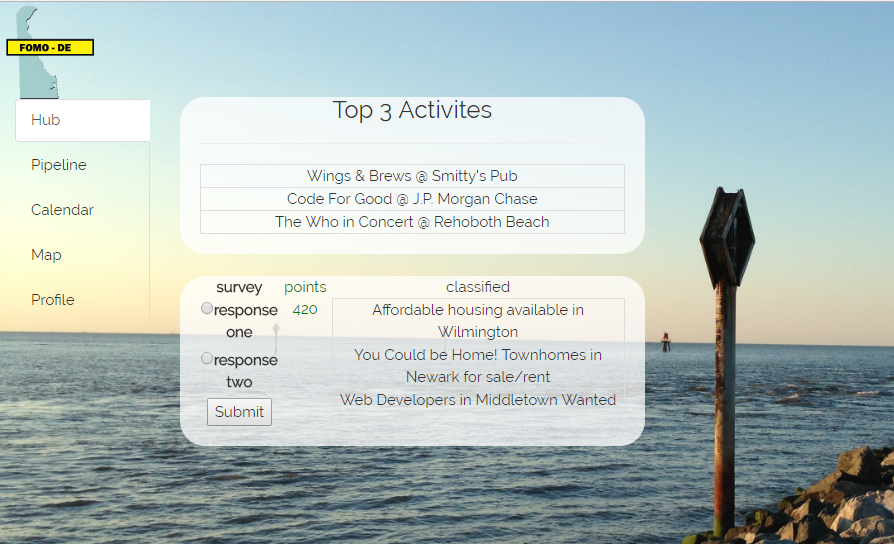 FOMO - DE
Hub
Pipeline
Calendar
Map
Profile
Top 3 Activites
Wings & Brews @ Smitty's Pub
Code For Good @ J.P. Morgan Chase
The Who in Concert @ Rehoboth Beach
survey
response
one
response
two
Submit
points
420
classified
Affordable housing available in
Wilmington
You Could be Home! Townhomes in
Newark for sale/rent
Web Developers in Middletown Wanted